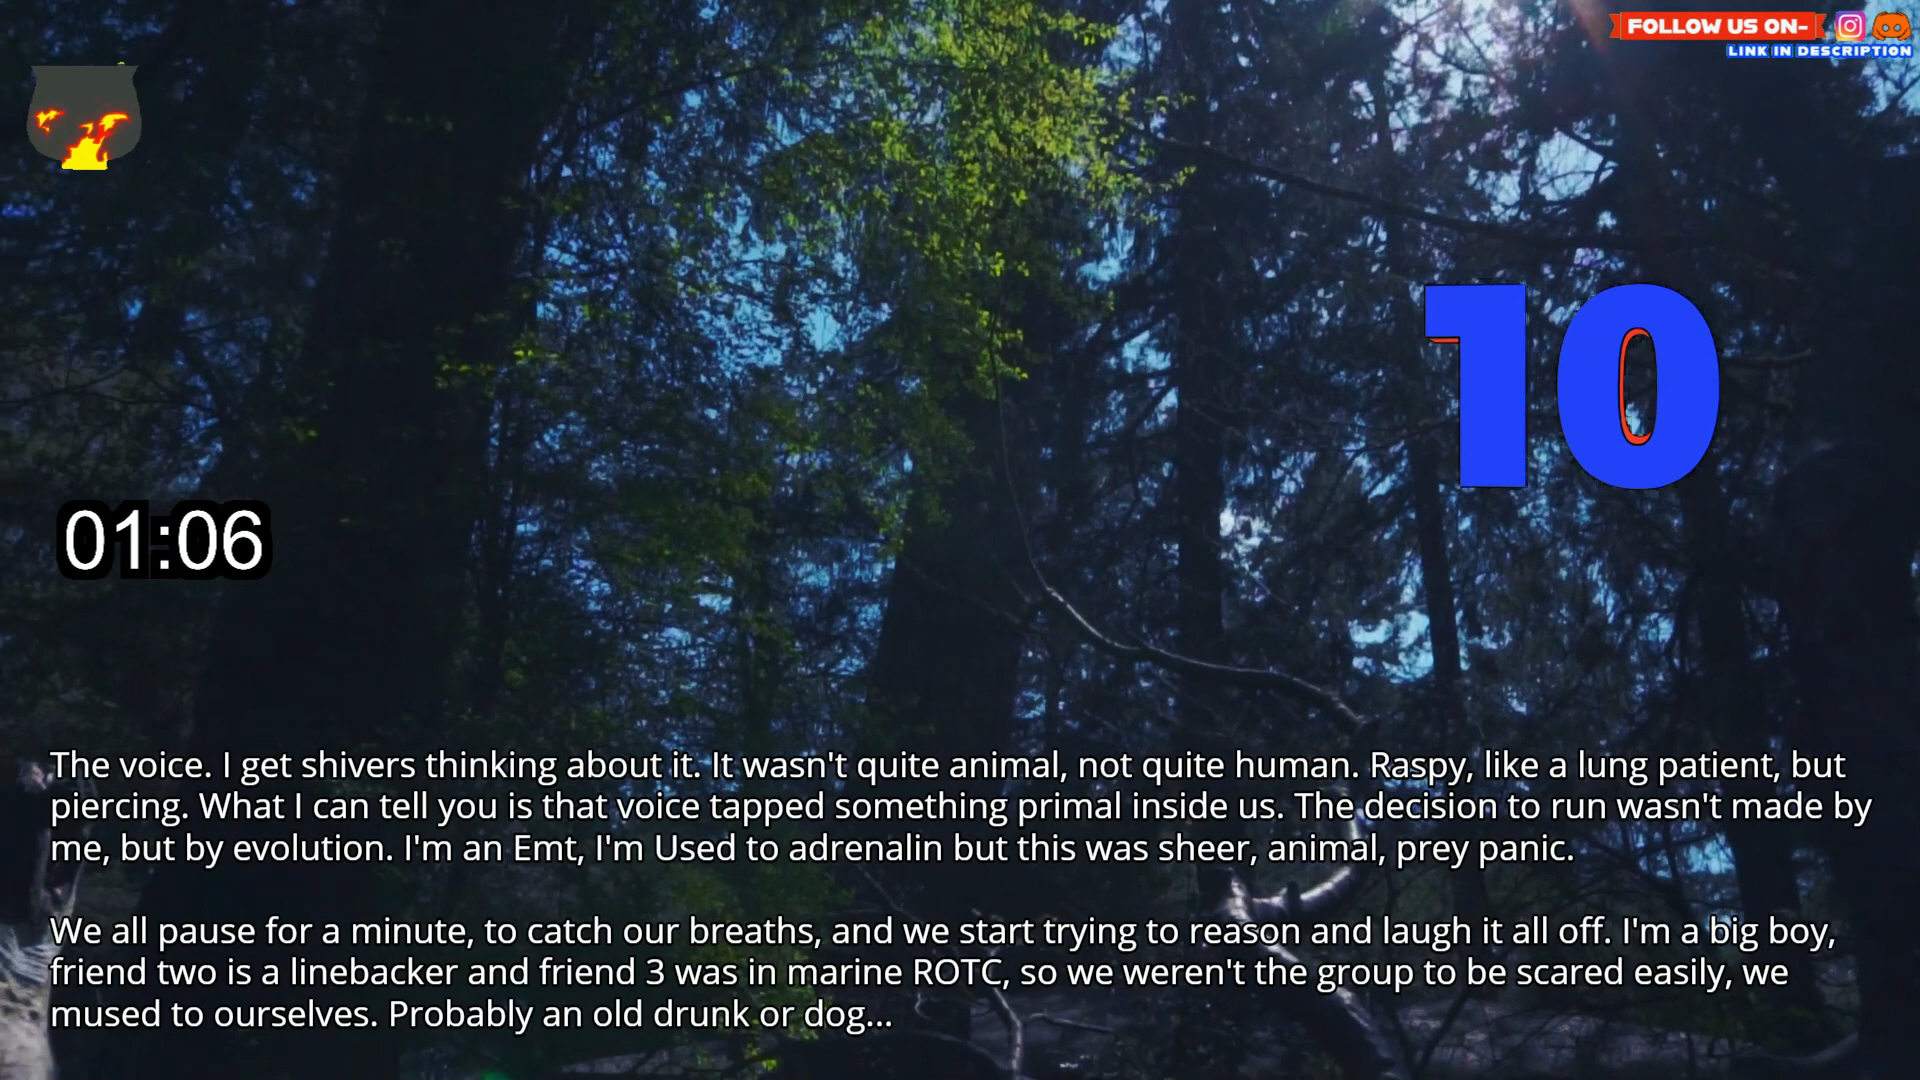 FOLLOW US ON-
LINK IN DESCRIPTION
10
01:06
The voice. I get shivers thinking about it. It wasn't quite animal, not quite human. Raspy, like a lung patient, but
piercing. What I can tell you is that voice tapped something primal inside us. The decision to run wasn't made by
me, but by evolution. I'm an Emt, I'm Used to adrenalin but this was sheer, animal, prey panic.
We all pause for a minute, to catch our breaths, and we start trying to reason and laugh it all off. I'm a big boy,
friend two is a linebacker and friend 3 was in marine ROTC, so we weren't the group to be scared easily, we
mused to ourselves. Probably an old drunk or dog...